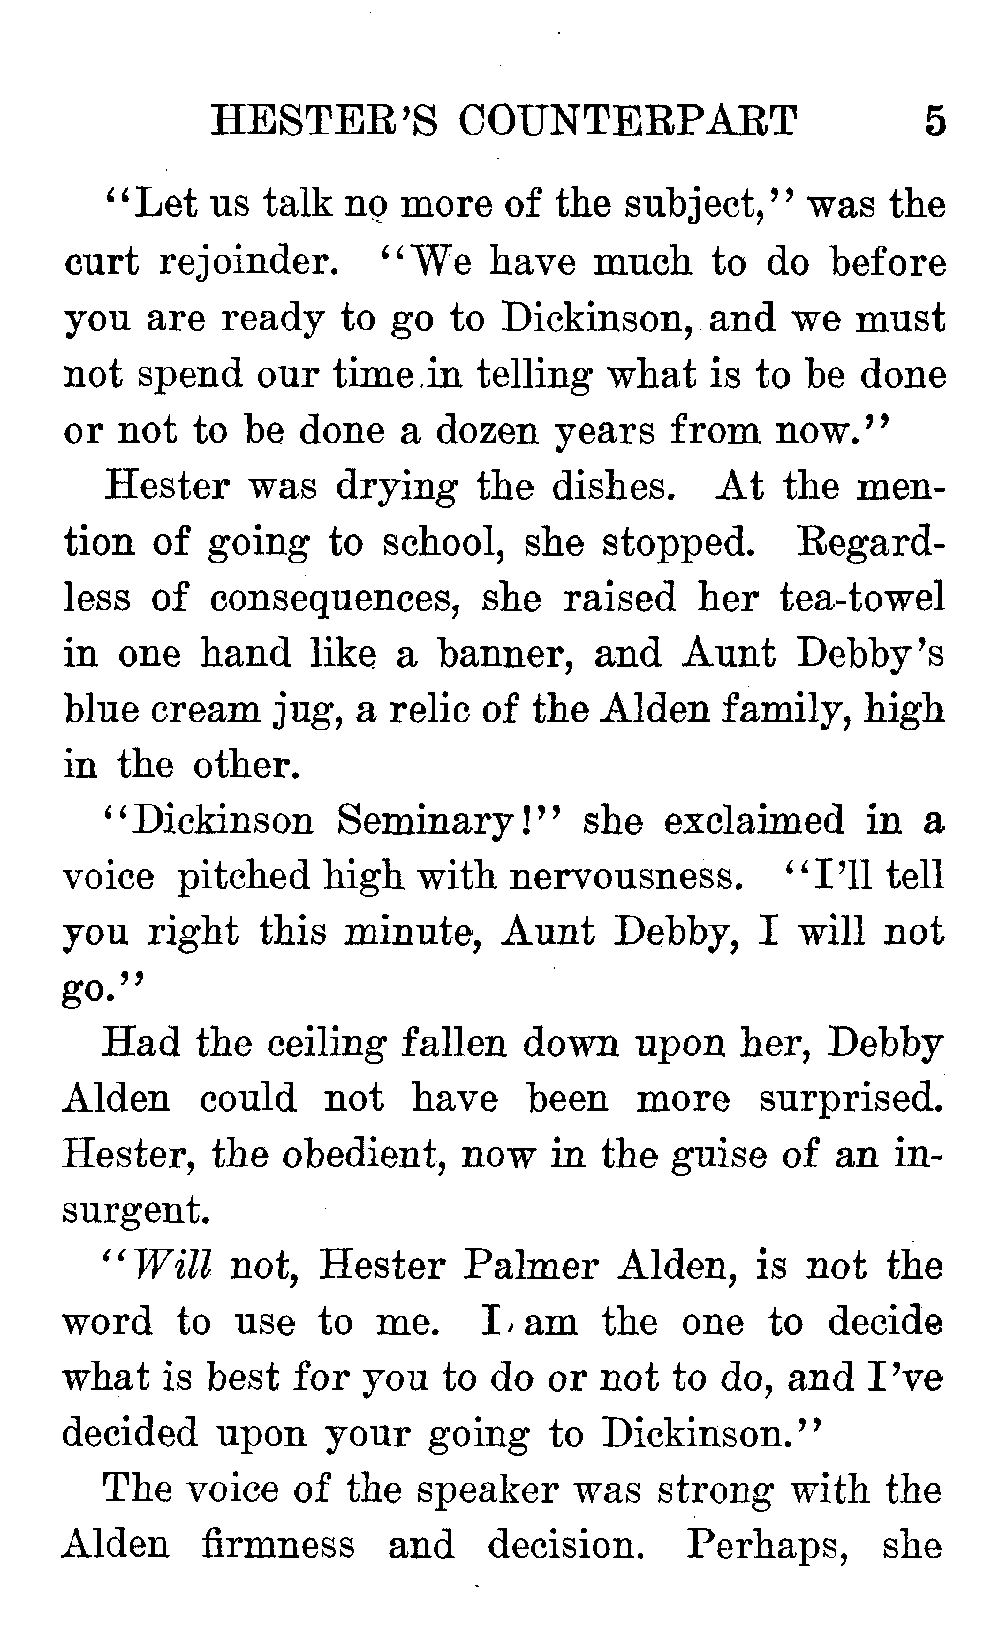 HESTER'S COUNTERPART 5
"Let us talk no more of the subject," was the
curt rejoinder. "We have much to do before
you are ready to go to Dickinson, and we must
not spend our time in telling what is to be done
or not to be done a dozen years from now."
Hester was drying the dishes. At the men-
tion of going to school, she stopped. Regard-
less of consequences, she raised her tea-towel
in one hand like a banner, and Aunt Debby's
blue cream jug, a relic of the Alden family, high
in the other.
"Dickinson Seminary!" she exclaimed in a
voice pitched high with nervousness. "I'll tell
you right this minute, Aunt Debby, I will not
go."
Had the ceiling fallen down upon her, Debby
Alden could not have been more surprised.
Hester, the obedient, now in the guise of an in-
surgent.
"Will not, Hester Palmer Alden, is not the
word to use to me. I am the one to decide
what is best for you to do or not to do, and I've
decided upon your going to Dickinson."
The voice of the speaker was strong with the
Alden firmness and decision. Perhaps, she